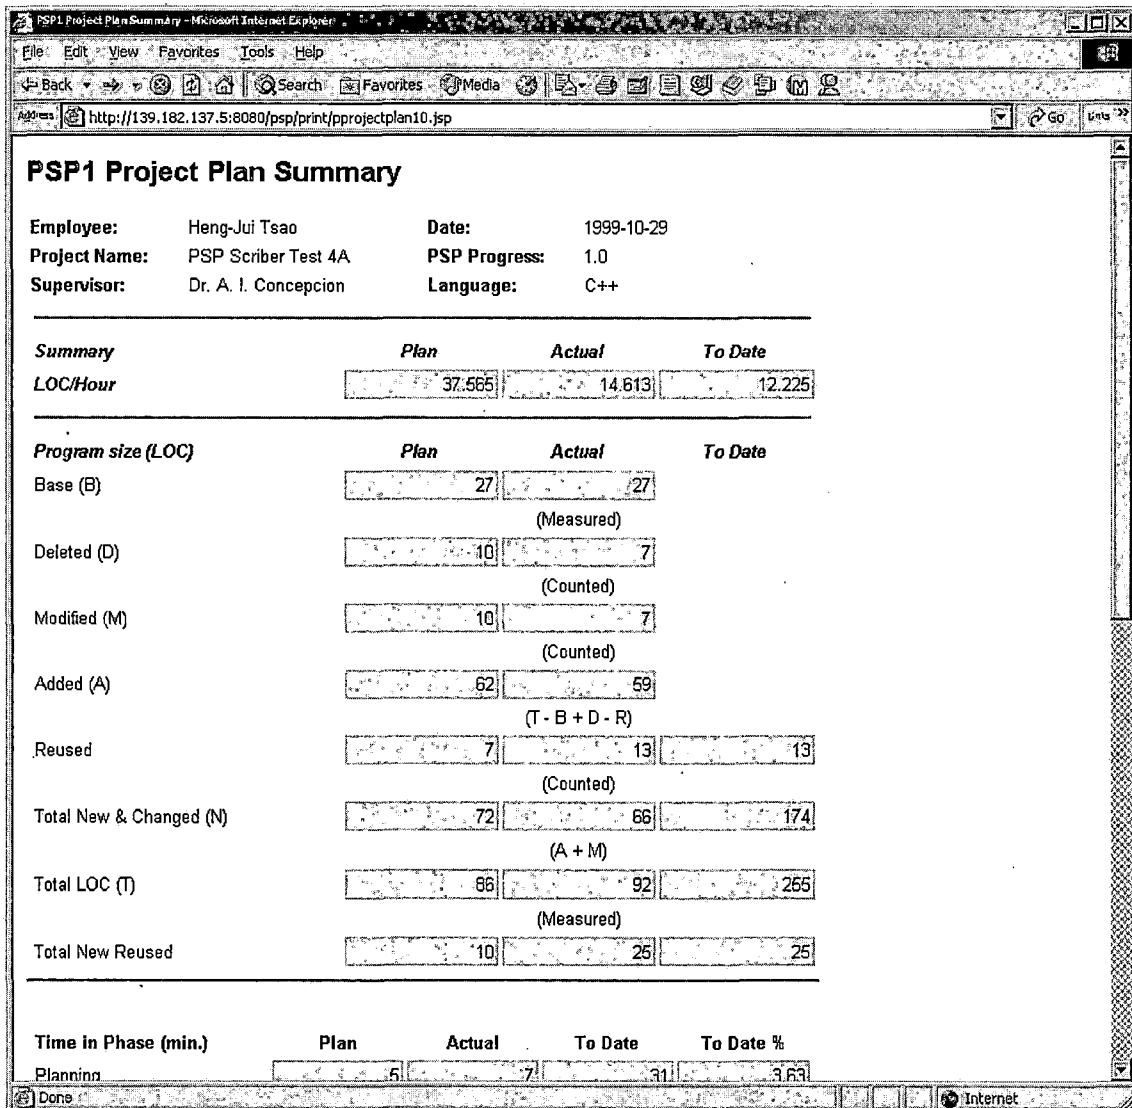 PSP1 Project Plan Summary - Microsoft Internet Explorer
File Edit View Favorites Tools Help
Back Search Favorites Media
Address http://139.182.137.5:8080/psp/print/pprojectplan10.jsp Go Links »
PSP1 Project Plan Summary
Employee: Heng-Jui Tsao Date: 1999-10-29
Project Name: PSP Scriber Test 4A PSP Progress: 1.0
Supervisor: Dr. A. I. Concepcion Language: C++
Summary Plan Actual To Date
LOC/Hour 37.565 14.613 12.225
Program size (LOC) Plan Actual To Date
Base (B) 27 27
(Measured)
Deleted (D) 10 7
(Counted)
Modified (M) 10 7
(Counted)
Added (A) 62 59
(T - B + D - R)
Reused 7 13 13
(Counted)
Total New & Changed (N) 72 66 174
(A + M)
Total LOC (T) 86 92 265
(Measured)
Total New Reused 10 25 25
Time in Phase (min.) Plan Actual To Date To Date %
Planning 5 7 31 3.63
Done Internet